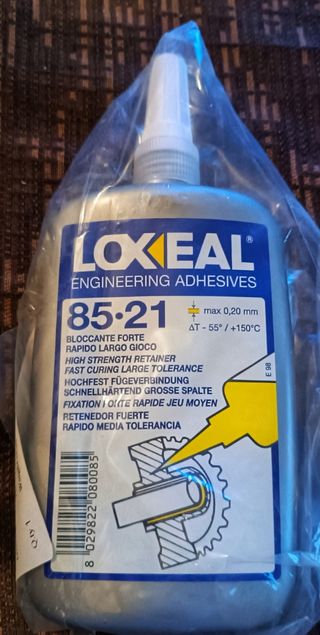 LOXEAL®
ENGINEERING ADHESIVES
85•21
max 0,20 mm
ΔT - 55° / +150°C
BLOCCANTE FORTE
RAPIDO LARGO GIOCO
HIGH STRENGTH RETAINER
FAST CURING LARGE TOLERANCE
HOCHFEST FÜGEVERBINDUNG
SCHNELLHÄRTEND GROSSE SPALTE
FIXATION FORTE RAPIDE JEU MOYEN
RETENEDOR FUERTE
RAPIDO MEDIA TOLERANCIA
E 98
8 029822 080085